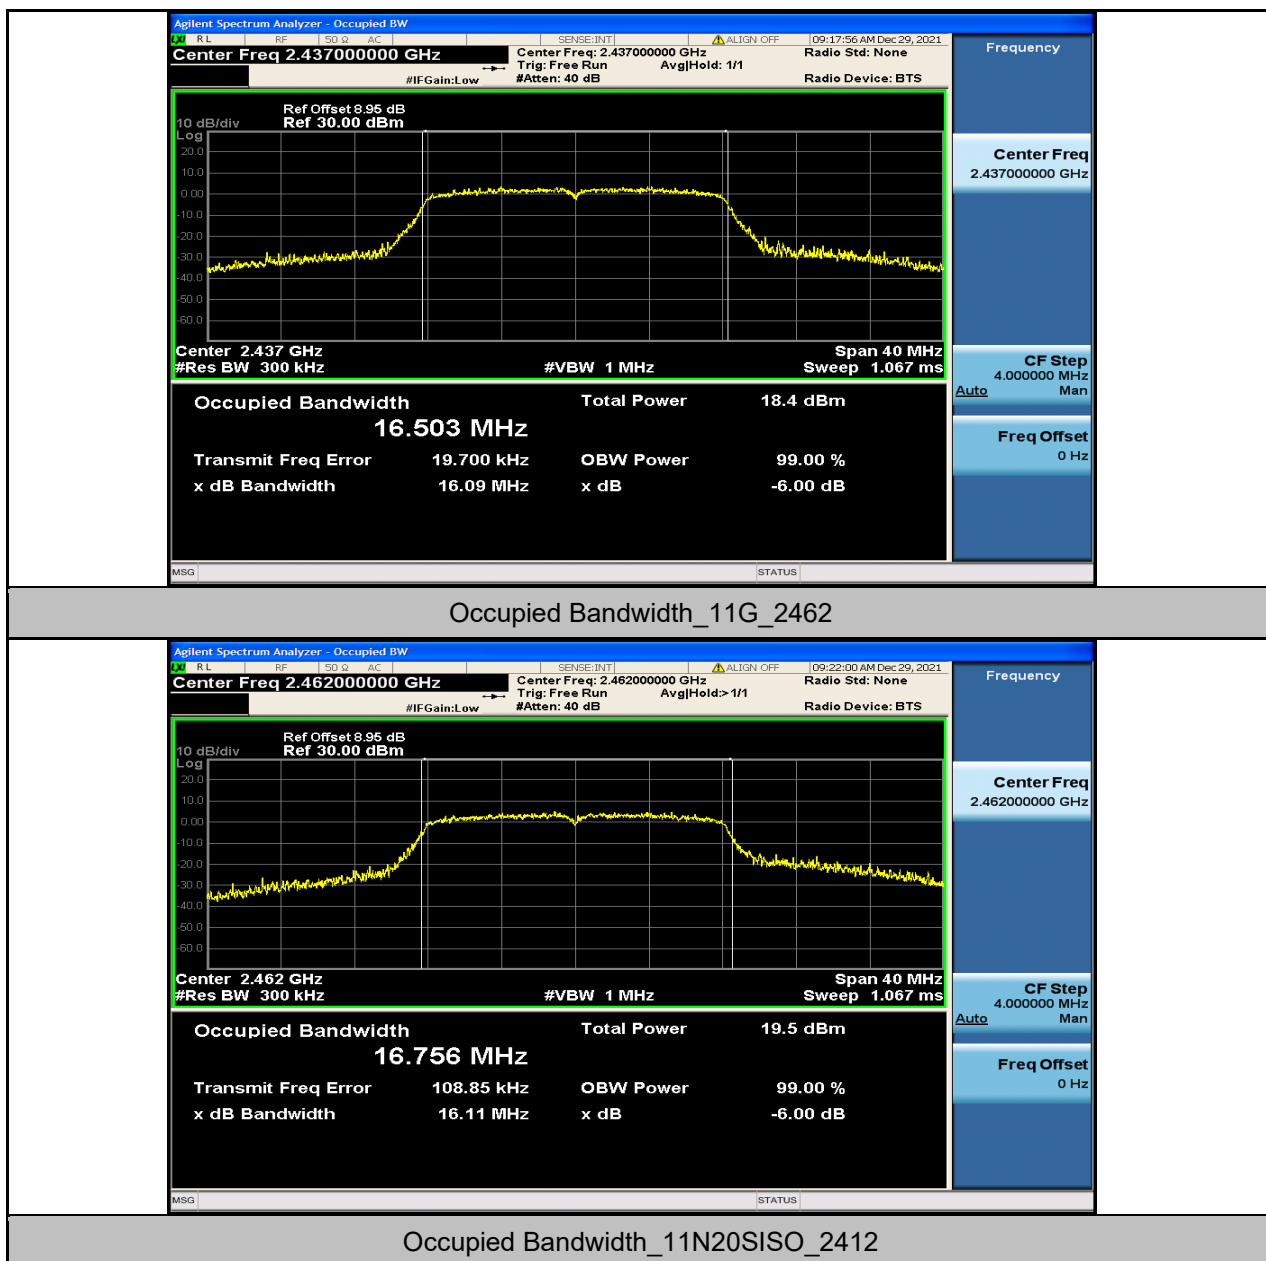 Agilent Spectrum Analyzer - Occupied BW
LXI RL RF 50 Ω AC SENSE:INT ALIGN OFF 09:17:56 AM Dec 29, 2021
Center Freq 2.437000000 GHz
Center Freq: 2.437000000 GHz Radio Std: None
Trig: Free Run Avg|Hold: 1/1
#IFGain:Low #Atten: 40 dB Radio Device: BTS
Ref Offset 8.95 dB
10 dB/div Ref 30.00 dBm
Log
20.0
10.0
0.00
-10.0
-20.0
-30.0
-40.0
-50.0
-60.0
Center 2.437 GHz Span 40 MHz
#Res BW 300 kHz #VBW 1 MHz Sweep 1.067 ms
Occupied Bandwidth Total Power 18.4 dBm
16.503 MHz
Transmit Freq Error 19.700 kHz OBW Power 99.00 %
x dB Bandwidth 16.09 MHz x dB -6.00 dB
MSG STATUS
Frequency
Center Freq
2.437000000 GHz
CF Step
4.000000 MHz
Auto Man
Freq Offset
0 Hz
Occupied Bandwidth_11G_2462
Agilent Spectrum Analyzer - Occupied BW
LXI RL RF 50 Ω AC SENSE:INT ALIGN OFF 09:22:00 AM Dec 29, 2021
Center Freq 2.462000000 GHz
Center Freq: 2.462000000 GHz Radio Std: None
Trig: Free Run Avg|Hold:>1/1
#IFGain:Low #Atten: 40 dB Radio Device: BTS
Ref Offset 8.95 dB
10 dB/div Ref 30.00 dBm
Log
20.0
10.0
0.00
-10.0
-20.0
-30.0
-40.0
-50.0
-60.0
Center 2.462 GHz Span 40 MHz
#Res BW 300 kHz #VBW 1 MHz Sweep 1.067 ms
Occupied Bandwidth Total Power 19.5 dBm
16.756 MHz
Transmit Freq Error 108.85 kHz OBW Power 99.00 %
x dB Bandwidth 16.11 MHz x dB -6.00 dB
MSG STATUS
Frequency
Center Freq
2.462000000 GHz
CF Step
4.000000 MHz
Auto Man
Freq Offset
0 Hz
Occupied Bandwidth_11N20SISO_2412